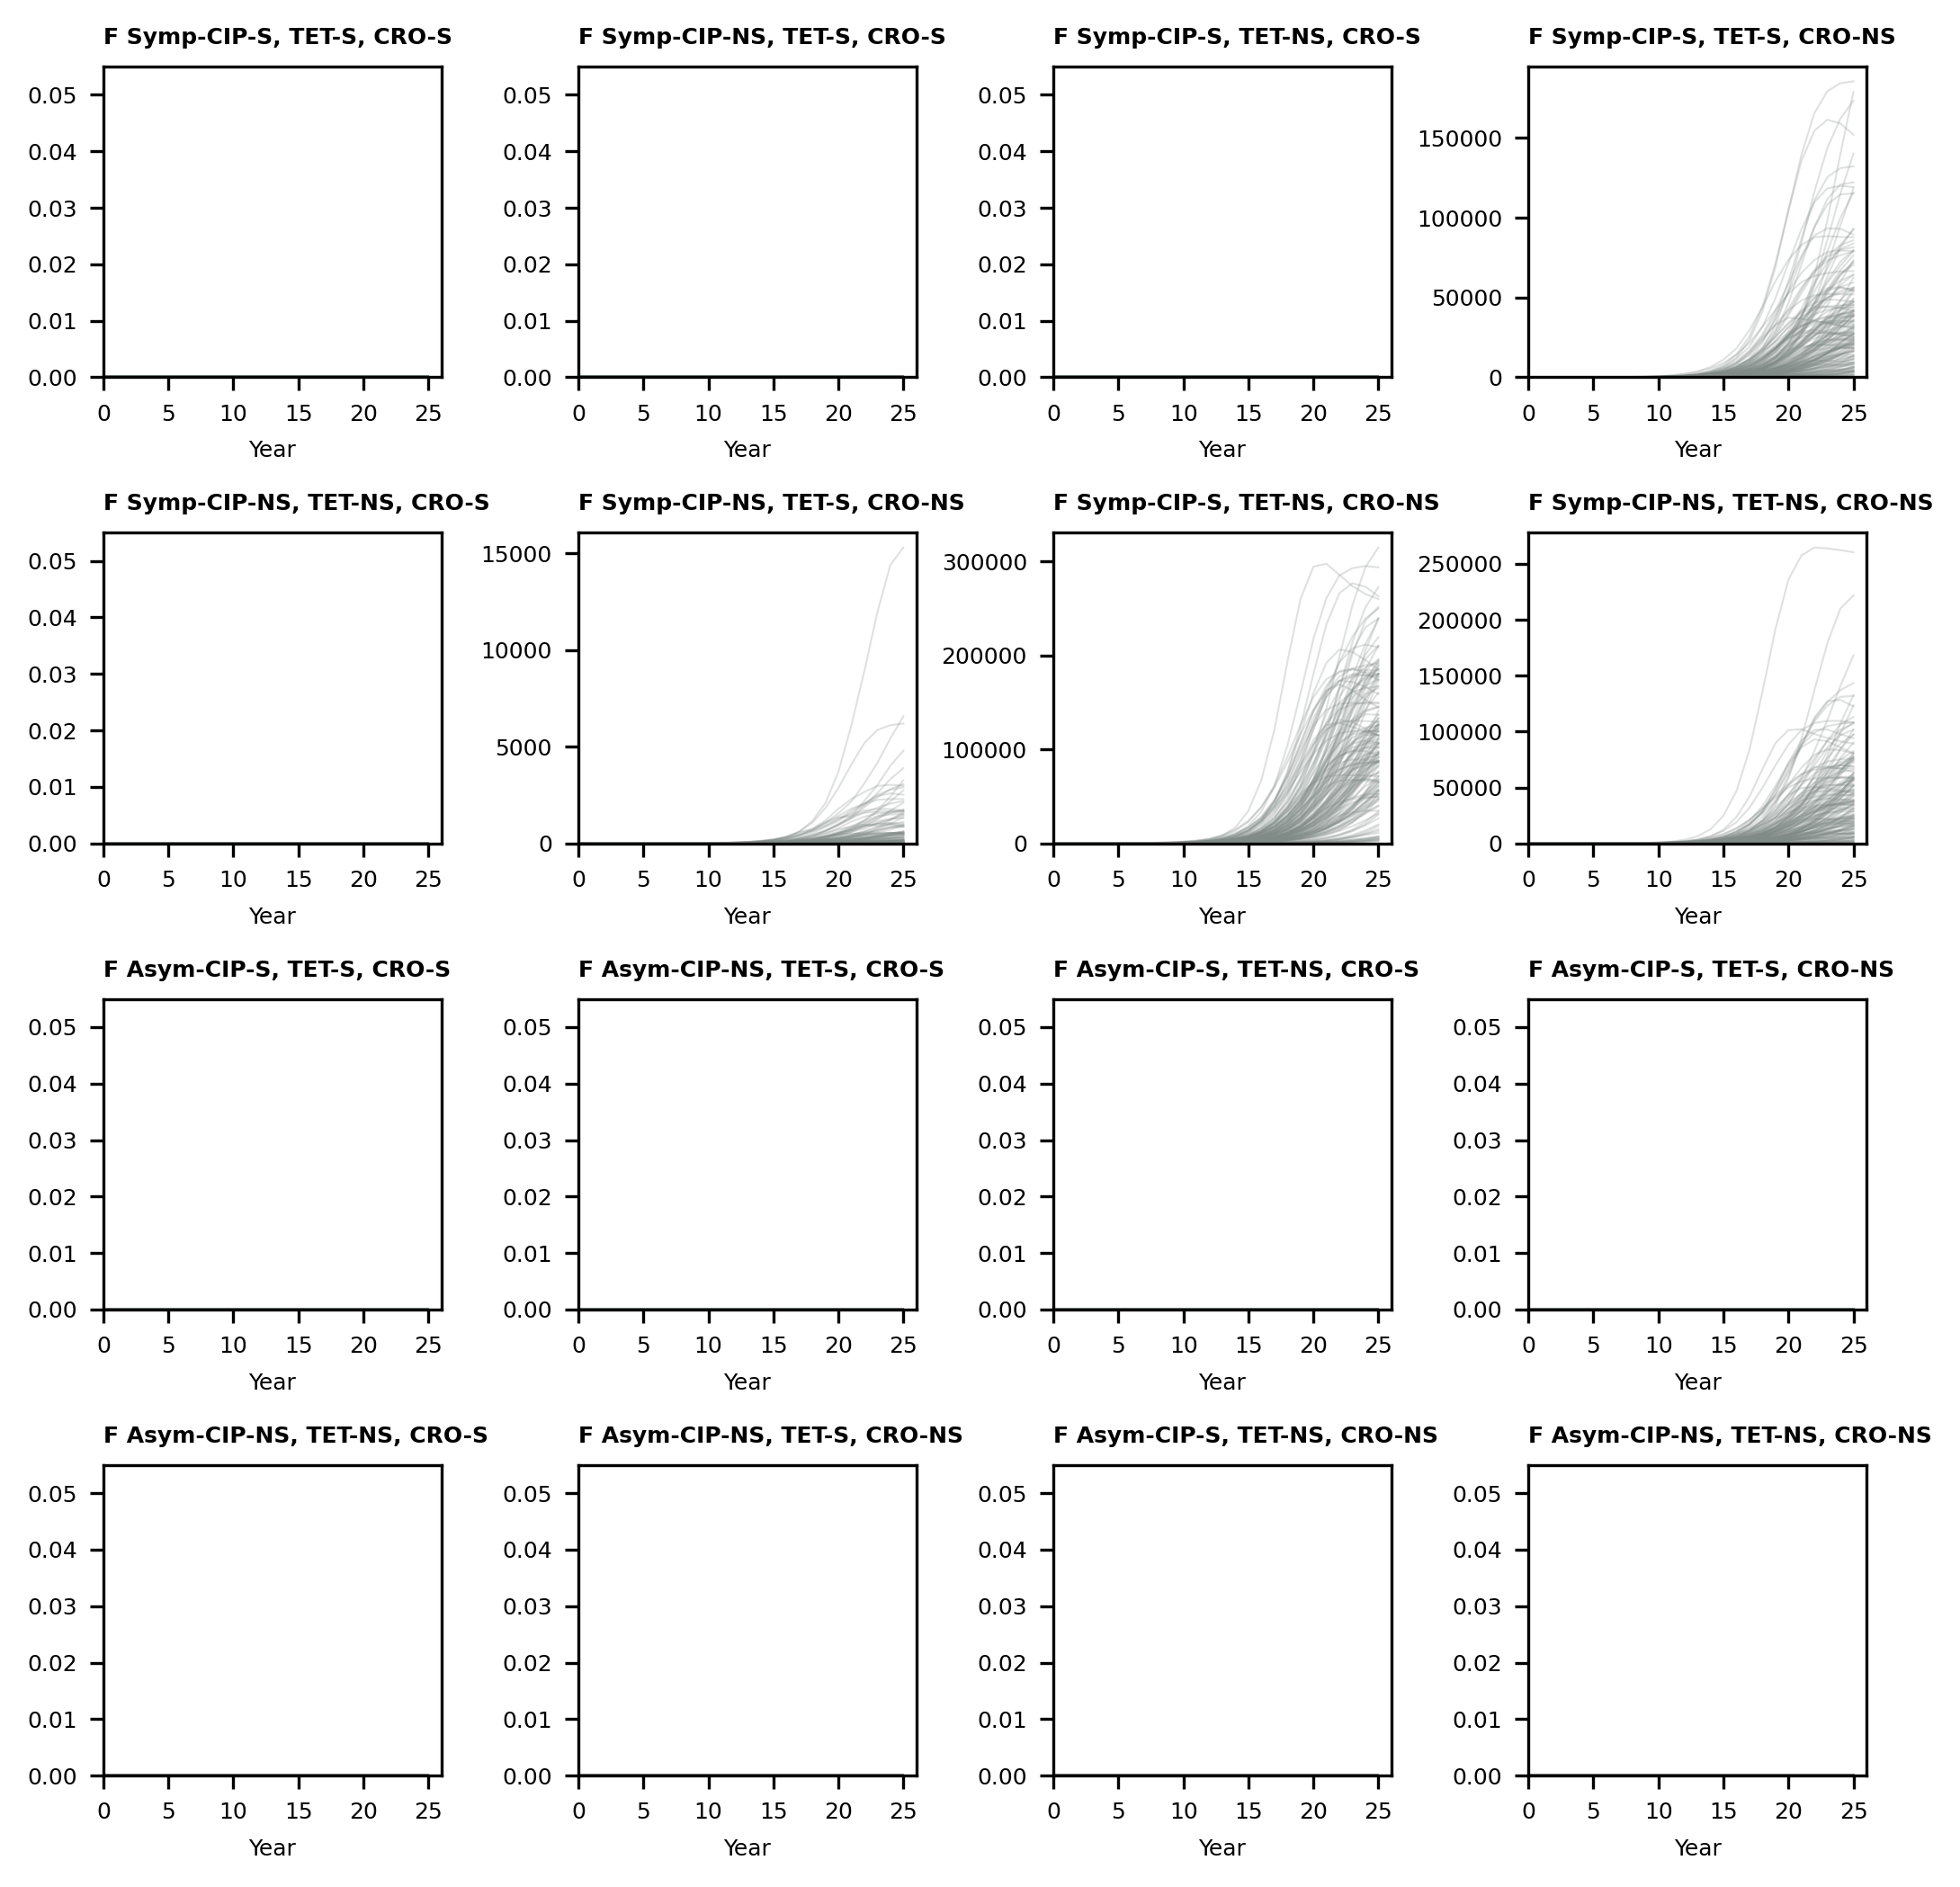 F Symp-CIP-S, TET-S, CRO-S
0.05
0.04
0.03
0.02
0.01
0.00
0 5 10 15 20 25
Year
F Symp-CIP-NS, TET-S, CRO-S
0.05
0.04
0.03
0.02
0.01
0.00
0 5 10 15 20 25
Year
F Symp-CIP-S, TET-NS, CRO-S
0.05
0.04
0.03
0.02
0.01
0.00
0 5 10 15 20 25
Year
F Symp-CIP-S, TET-S, CRO-NS
150000
100000
50000
0
0 5 10 15 20 25
Year
F Symp-CIP-NS, TET-NS, CRO-S
0.05
0.04
0.03
0.02
0.01
0.00
0 5 10 15 20 25
Year
F Symp-CIP-NS, TET-S, CRO-NS
15000
10000
5000
0
0 5 10 15 20 25
Year
F Symp-CIP-S, TET-NS, CRO-NS
300000
200000
100000
0
0 5 10 15 20 25
Year
F Symp-CIP-NS, TET-NS, CRO-NS
250000
200000
150000
100000
50000
0
0 5 10 15 20 25
Year
F Asym-CIP-S, TET-S, CRO-S
0.05
0.04
0.03
0.02
0.01
0.00
0 5 10 15 20 25
Year
F Asym-CIP-NS, TET-S, CRO-S
0.05
0.04
0.03
0.02
0.01
0.00
0 5 10 15 20 25
Year
F Asym-CIP-S, TET-NS, CRO-S
0.05
0.04
0.03
0.02
0.01
0.00
0 5 10 15 20 25
Year
F Asym-CIP-S, TET-S, CRO-NS
0.05
0.04
0.03
0.02
0.01
0.00
0 5 10 15 20 25
Year
F Asym-CIP-NS, TET-NS, CRO-S
0.05
0.04
0.03
0.02
0.01
0.00
0 5 10 15 20 25
Year
F Asym-CIP-NS, TET-S, CRO-NS
0.05
0.04
0.03
0.02
0.01
0.00
0 5 10 15 20 25
Year
F Asym-CIP-S, TET-NS, CRO-NS
0.05
0.04
0.03
0.02
0.01
0.00
0 5 10 15 20 25
Year
F Asym-CIP-NS, TET-NS, CRO-NS
0.05
0.04
0.03
0.02
0.01
0.00
0 5 10 15 20 25
Year